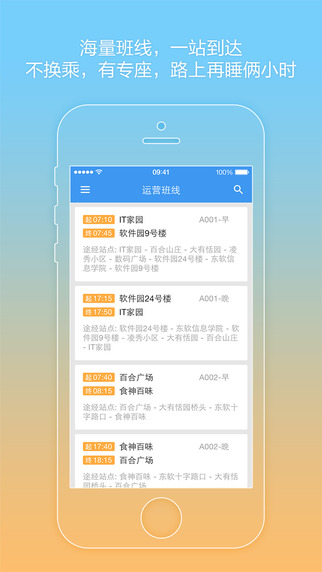 海量班线，一站到达
不换乘，有专座，路上再睡俩小时
09:41
100%
运营班线
起 07:10 IT家园 A001-早
终 07:45 软件园9号楼
途经站点: IT家园 - 百合山庄 - 大有恬园 - 凌
秀小区 - 数码广场 - 软件园24号楼 - 东软信
息学院 - 软件园9号楼
起 17:15 软件园24号楼 A001-晚
终 17:50 IT家园
途经站点: 软件园24号楼 - 东软信息学院 - 软
件园9号楼 - 凌秀小区 - 大有恬园 - 百合山庄
- IT家园
起 07:40 百合广场 A002-早
终 08:15 食神百味
途经站点: 百合广场 - 大有恬园桥头 - 东软十
字路口 - 食神百味
起 17:40 食神百味 A002-晚
终 18:15 百合广场
途经站点: 食神百味 - 东软十字路口 - 大有恬
园桥头 - 百合广场